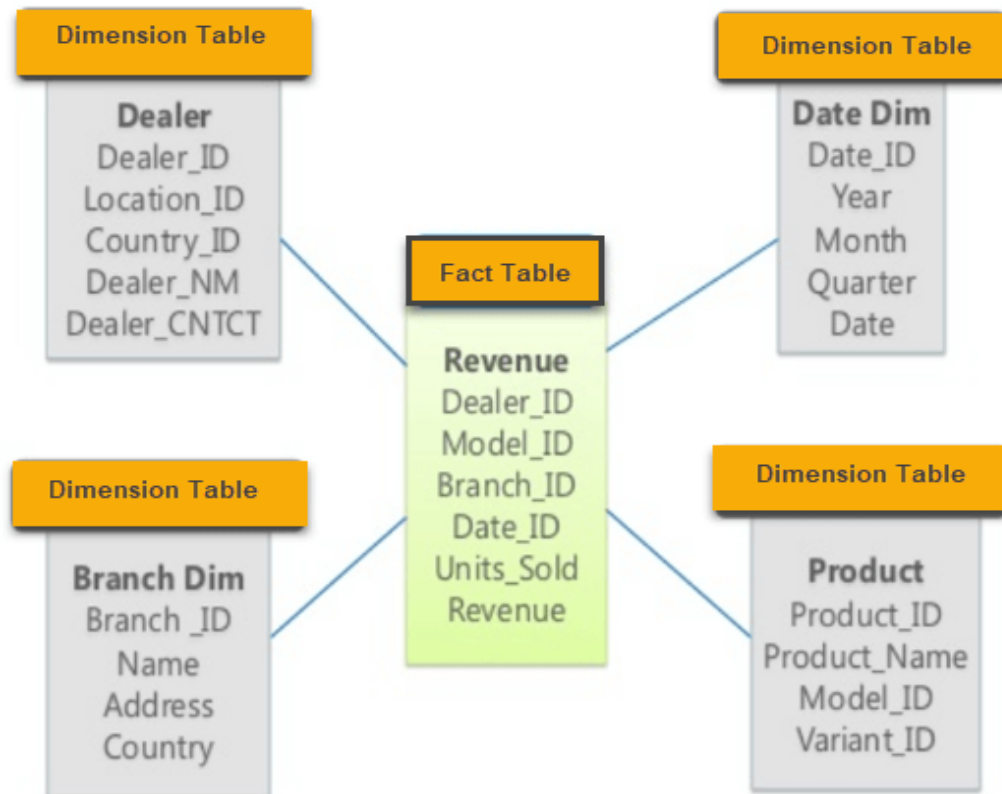 Dimension Table
Dealer
Dealer_ID
Location_ID
Country_ID
Dealer_NM
Dealer_CNTCT
Dimension Table
Date Dim
Date_ID
Year
Month
Quarter
Date
Fact Table
Revenue
Dealer_ID
Model_ID
Branch_ID
Date_ID
Units_Sold
Revenue
Dimension Table
Branch Dim
Branch _ID
Name
Address
Country
Dimension Table
Product
Product_ID
Product_Name
Model_ID
Variant_ID